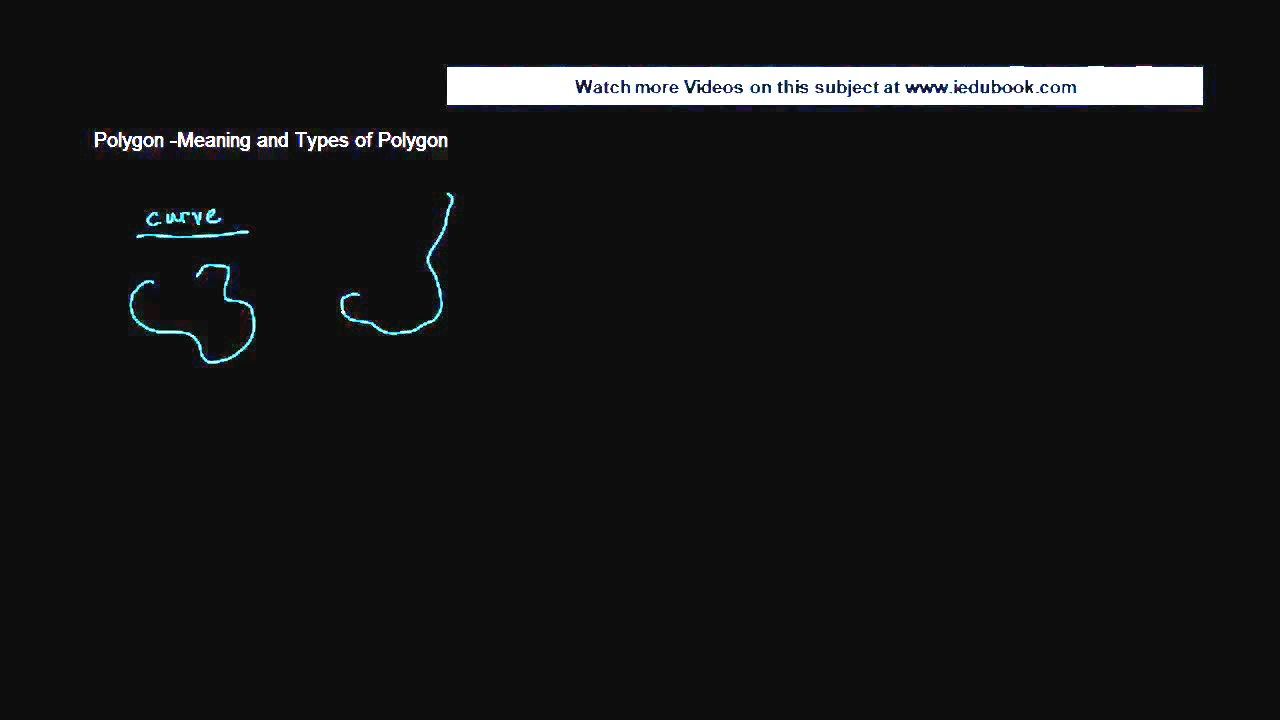 Watch more Videos on this subject at www.iedubook.com
Polygon -Meaning and Types of Polygon
curve